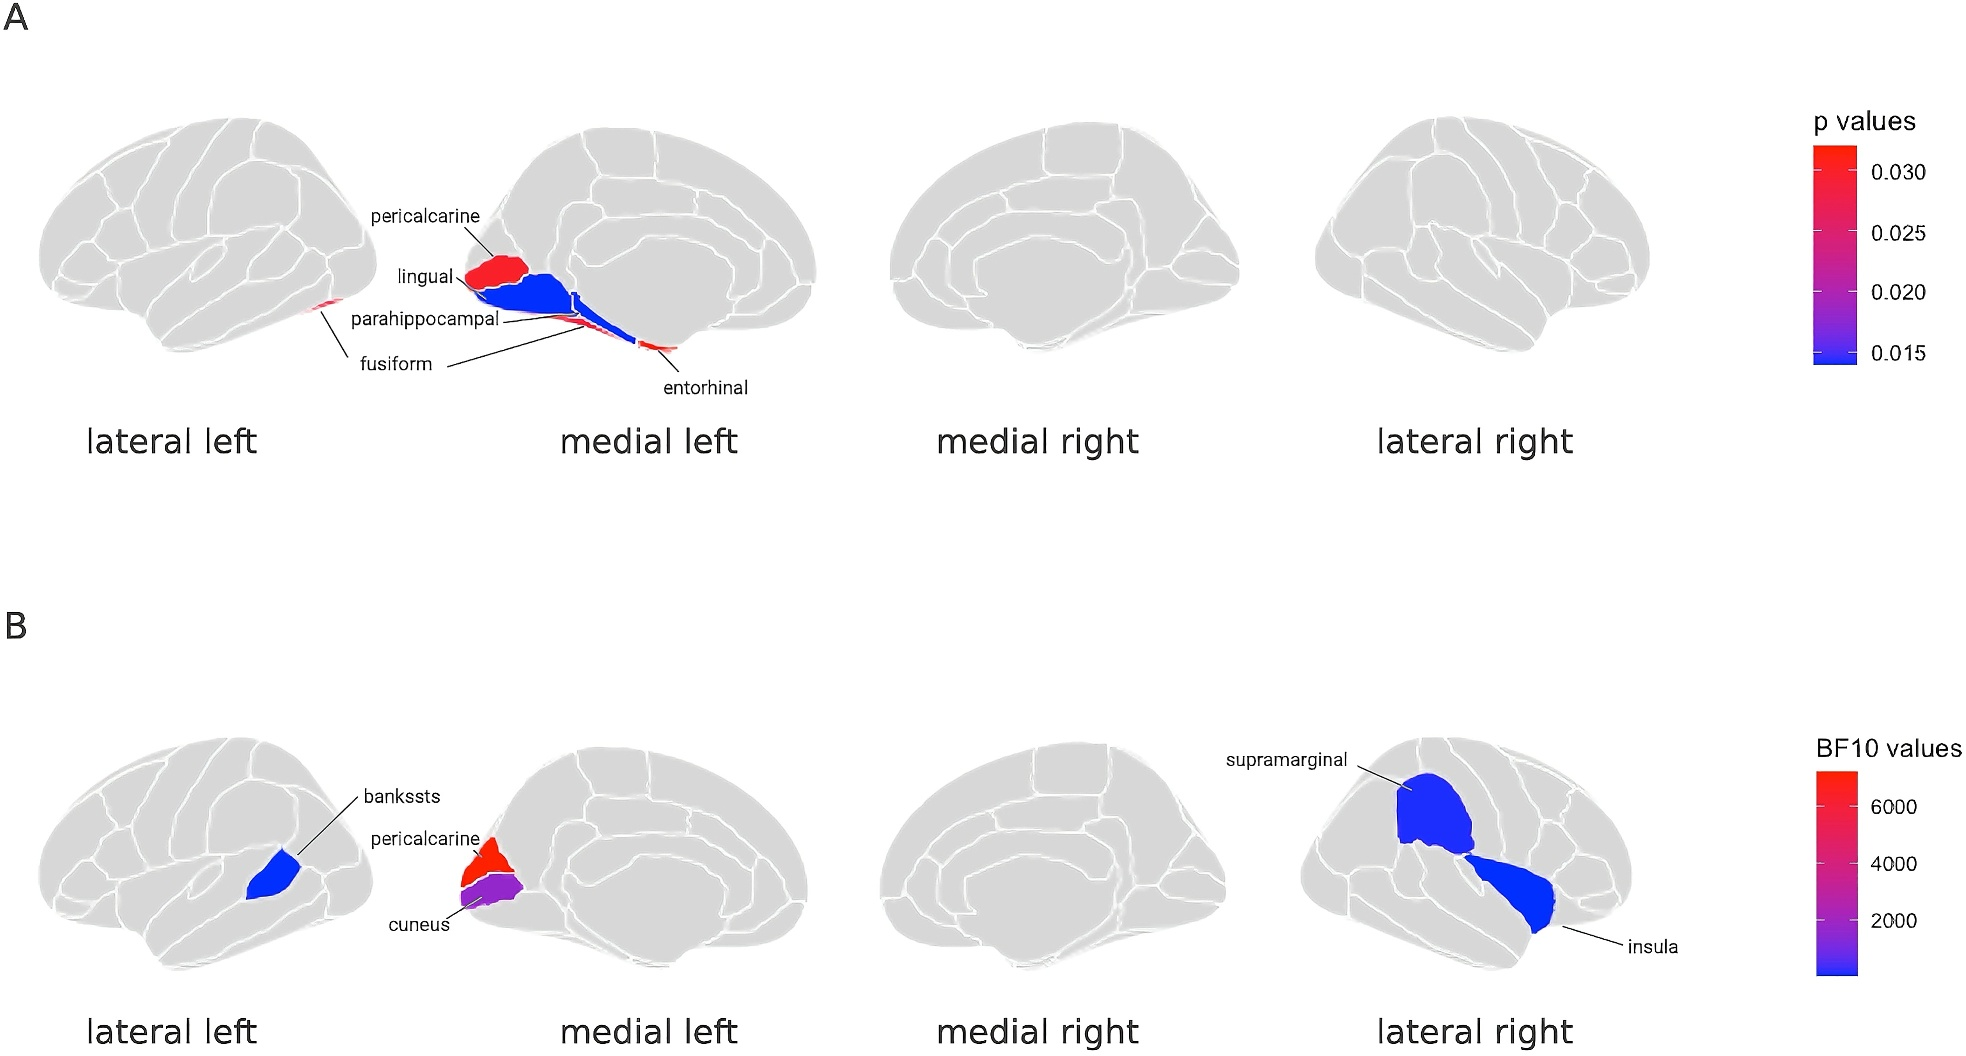 A
p values
0.030
0.025
0.020
0.015
pericalcarine
lingual
parahippocampal
fusiform
entorhinal
lateral left
medial left
medial right
lateral right
B
BF10 values
6000
4000
2000
supramarginal
bankssts
pericalcarine
cuneus
insula
lateral left
medial left
medial right
lateral right